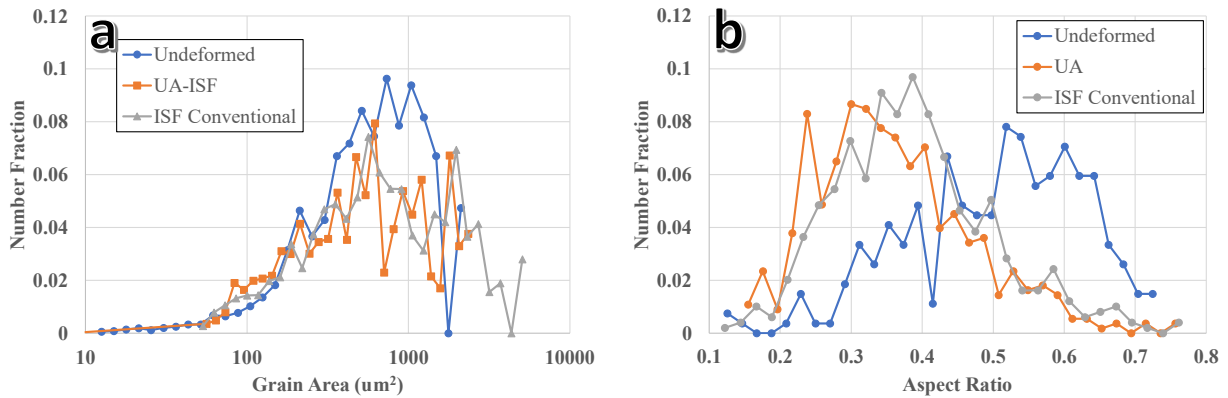 a
Number Fraction
0.12
0.1
0.08
0.06
0.04
0.02
0
Undeformed
UA-ISF
ISF Conventional
10
100
1000
10000
Grain Area (um²)
b
Number Fraction
0.12
0.1
0.08
0.06
0.04
0.02
0
Undeformed
UA
ISF Conventional
0.1
0.2
0.3
0.4
0.5
0.6
0.7
0.8
Aspect Ratio